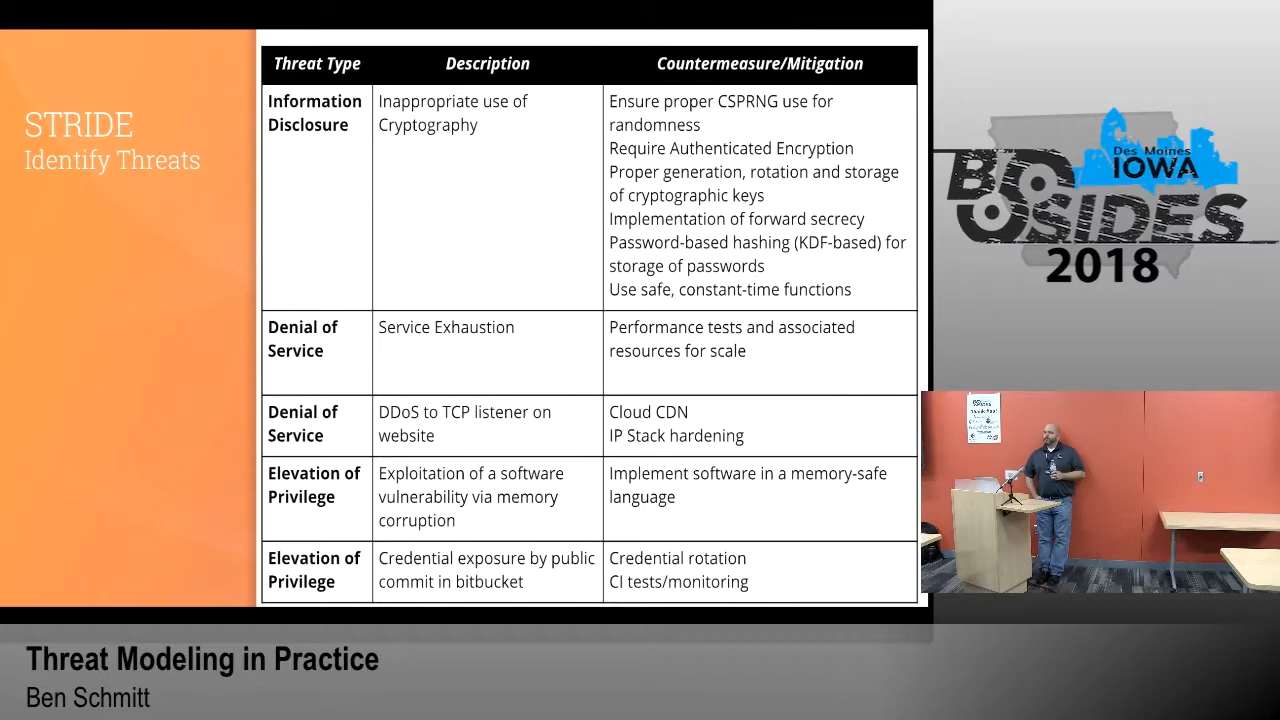 STRIDE
Identify Threats
Threat Type Description Countermeasure/Mitigation
Information
Disclosure
Inappropriate use of
Cryptography
Ensure proper CSPRNG use for
randomness
Require Authenticated Encryption
Proper generation, rotation and storage
of cryptographic keys
Implementation of forward secrecy
Password-based hashing (KDF-based) for
storage of passwords
Use safe, constant-time functions
Denial of
Service
Service Exhaustion
Performance tests and associated
resources for scale
Denial of
Service
DDoS to TCP listener on
website
Cloud CDN
IP Stack hardening
Elevation of
Privilege
Exploitation of a software
vulnerability via memory
corruption
Implement software in a memory-safe
language
Elevation of
Privilege
Credential exposure by public
commit in bitbucket
Credential rotation
CI tests/monitoring
Des Moines
IOWA
BSIDES
2018
Thank You!
Threat Modeling in Practice
Ben Schmitt